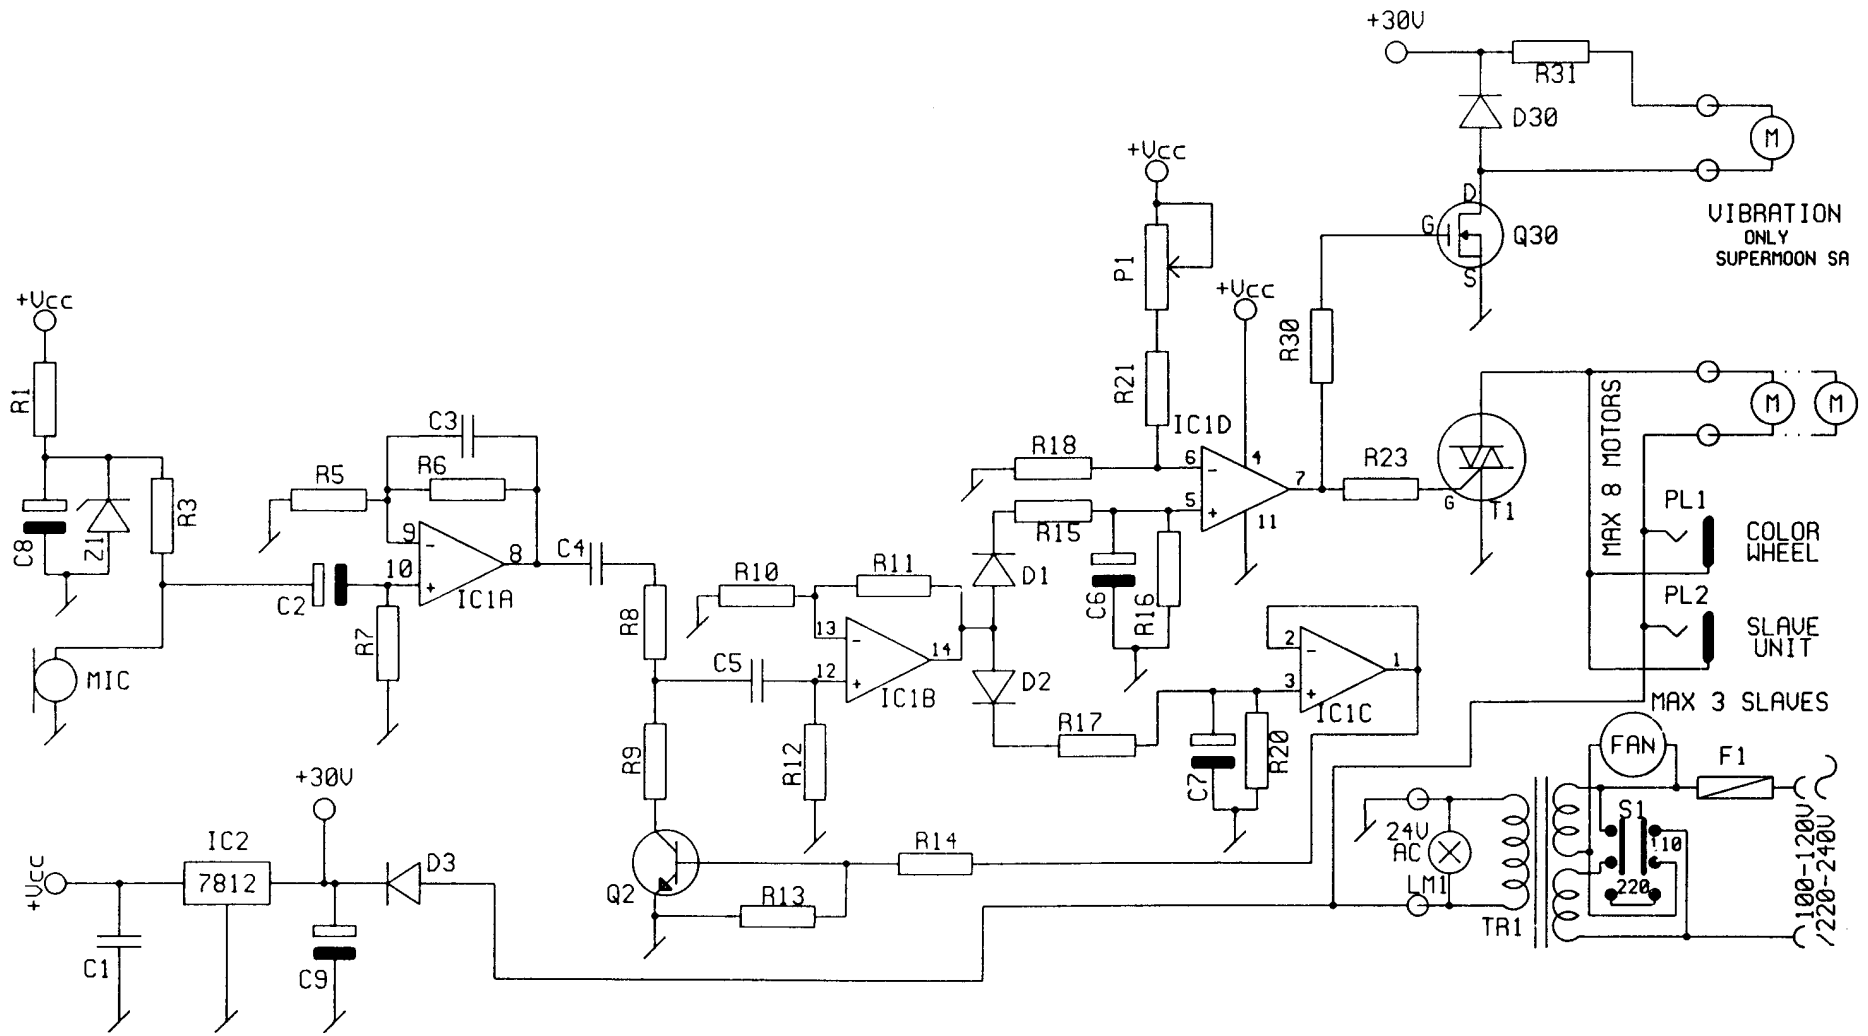 +30V
R31
D30
M
+Vcc
D
G
Q30
S
VIBRATION
ONLY
SUPERMOON SA
P1
+Vcc
+Vcc
R1
R30
R21
C3
R6
R5
R3
C8
Z1
9
-
10
+
8
IC1A
C2
R7
MIC
C4
IC1D
R18
6
-
4
7
5
+
11
R15
R23
G
T1
M
M
MAX 8 MOTORS
PL1
COLOR
WHEEL
PL2
SLAVE
UNIT
MAX 3 SLAVES
R10
R11
R8
D1
C6
R16
13
-
14
12
+
IC1B
C5
D2
2
-
1
3
+
IC1C
R17
R9
R12
C7
R20
FAN
F1
+30V
IC2
7812
D3
+Vcc
C1
C9
Q2
R14
R13
24V
AC
LM1
TR1
S1
110
220
100-120V
/220-240V